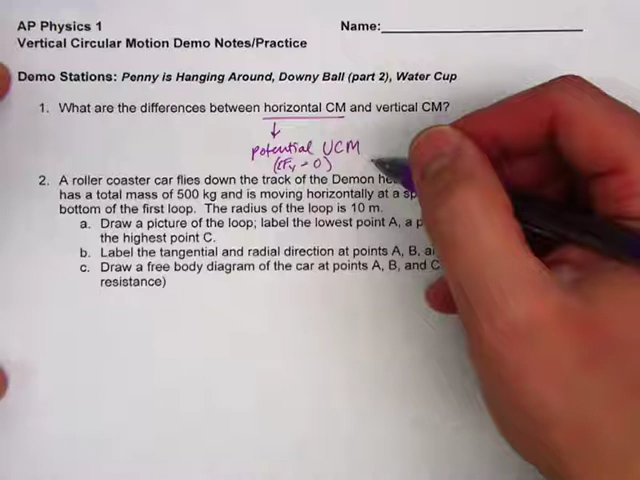 AP Physics 1 Name:
Vertical Circular Motion Demo Notes/Practice
Demo Stations: Penny is Hanging Around, Downy Ball (part 2), Water Cup
1. What are the differences between horizontal CM and vertical CM?
potential UCM
2. A roller coaster car flies down the track of the Demon
has a total mass of 500 kg and is moving horizontally at a
bottom of the first loop. The radius of the loop is 10 m.
a. Draw a picture of the loop; label the lowest point A, a
the highest point C.
b. Label the tangential and radial direction at points A, B,
c. Draw a free body diagram of the car at points A, B, and C
resistance)